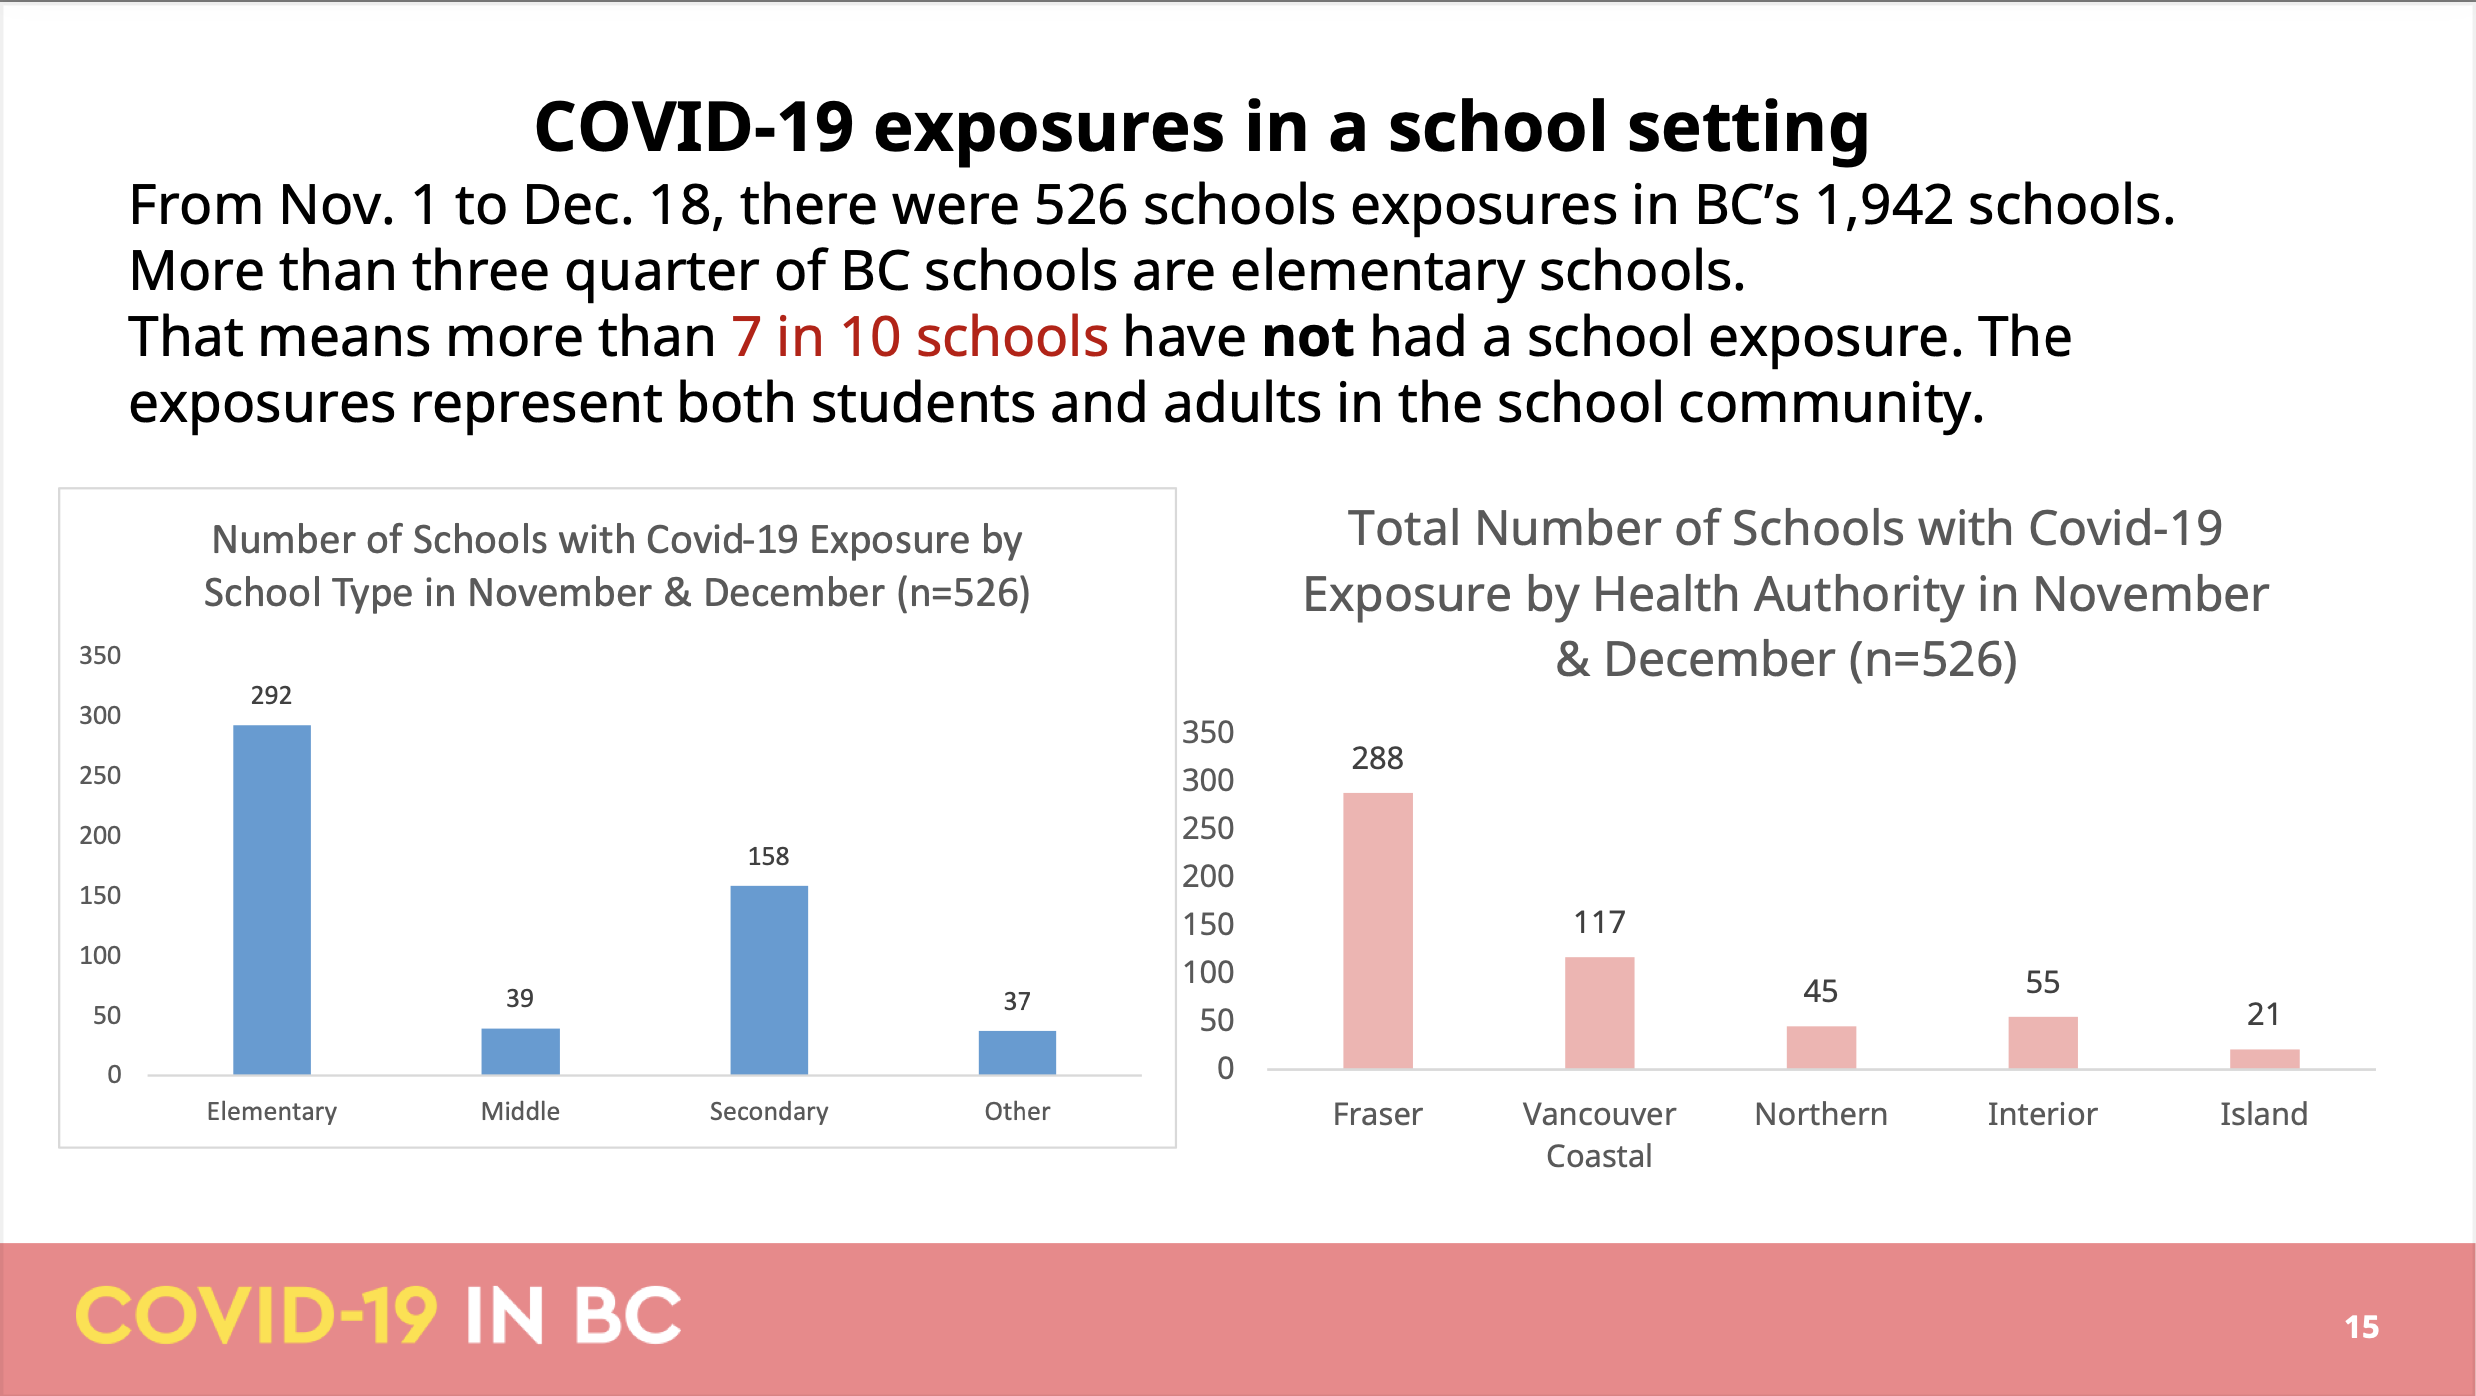 COVID-19 exposures in a school setting
From Nov. 1 to Dec. 18, there were 526 schools exposures in BC’s 1,942 schools.
More than three quarter of BC schools are elementary schools.
That means more than 7 in 10 schools have not had a school exposure. The
exposures represent both students and adults in the school community.
Number of Schools with Covid-19 Exposure by
School Type in November & December (n=526)
350
300
250
200
150
100
50
0
292
39
158
37
Elementary
Middle
Secondary
Other
Total Number of Schools with Covid-19
Exposure by Health Authority in November
& December (n=526)
350
300
250
200
150
100
50
0
288
117
45
55
21
Fraser
Vancouver
Coastal
Northern
Interior
Island
COVID-19 IN BC
15